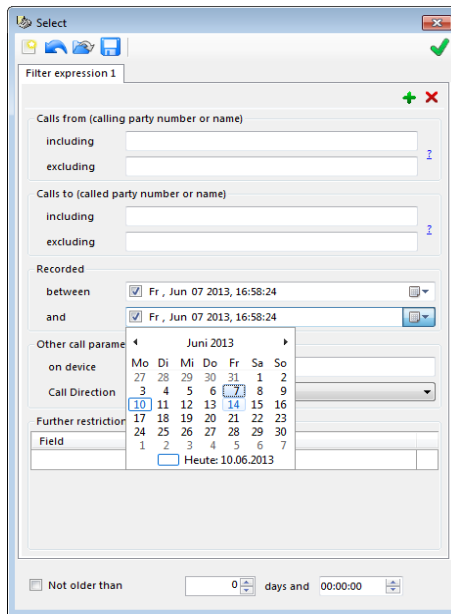 Select
Filter expression 1
Calls from (calling party number or name)
including
?
excluding
Calls to (called party number or name)
including
?
excluding
Recorded
between Fr , Jun 07 2013, 16:58:24
and Fr , Jun 07 2013, 16:58:24
Other call parame
Juni 2013
on device
Mo Di Mi Do Fr Sa So
27 28 29 30 31 1 2
Call Direction
3 4 5 6 7 8 9
10 11 12 13 14 15 16
Further restriction
17 18 19 20 21 22 23
Field
24 25 26 27 28 29 30
1 2 3 4 5 6 7
Heute: 10.06.2013
Not older than 0 days and 00:00:00